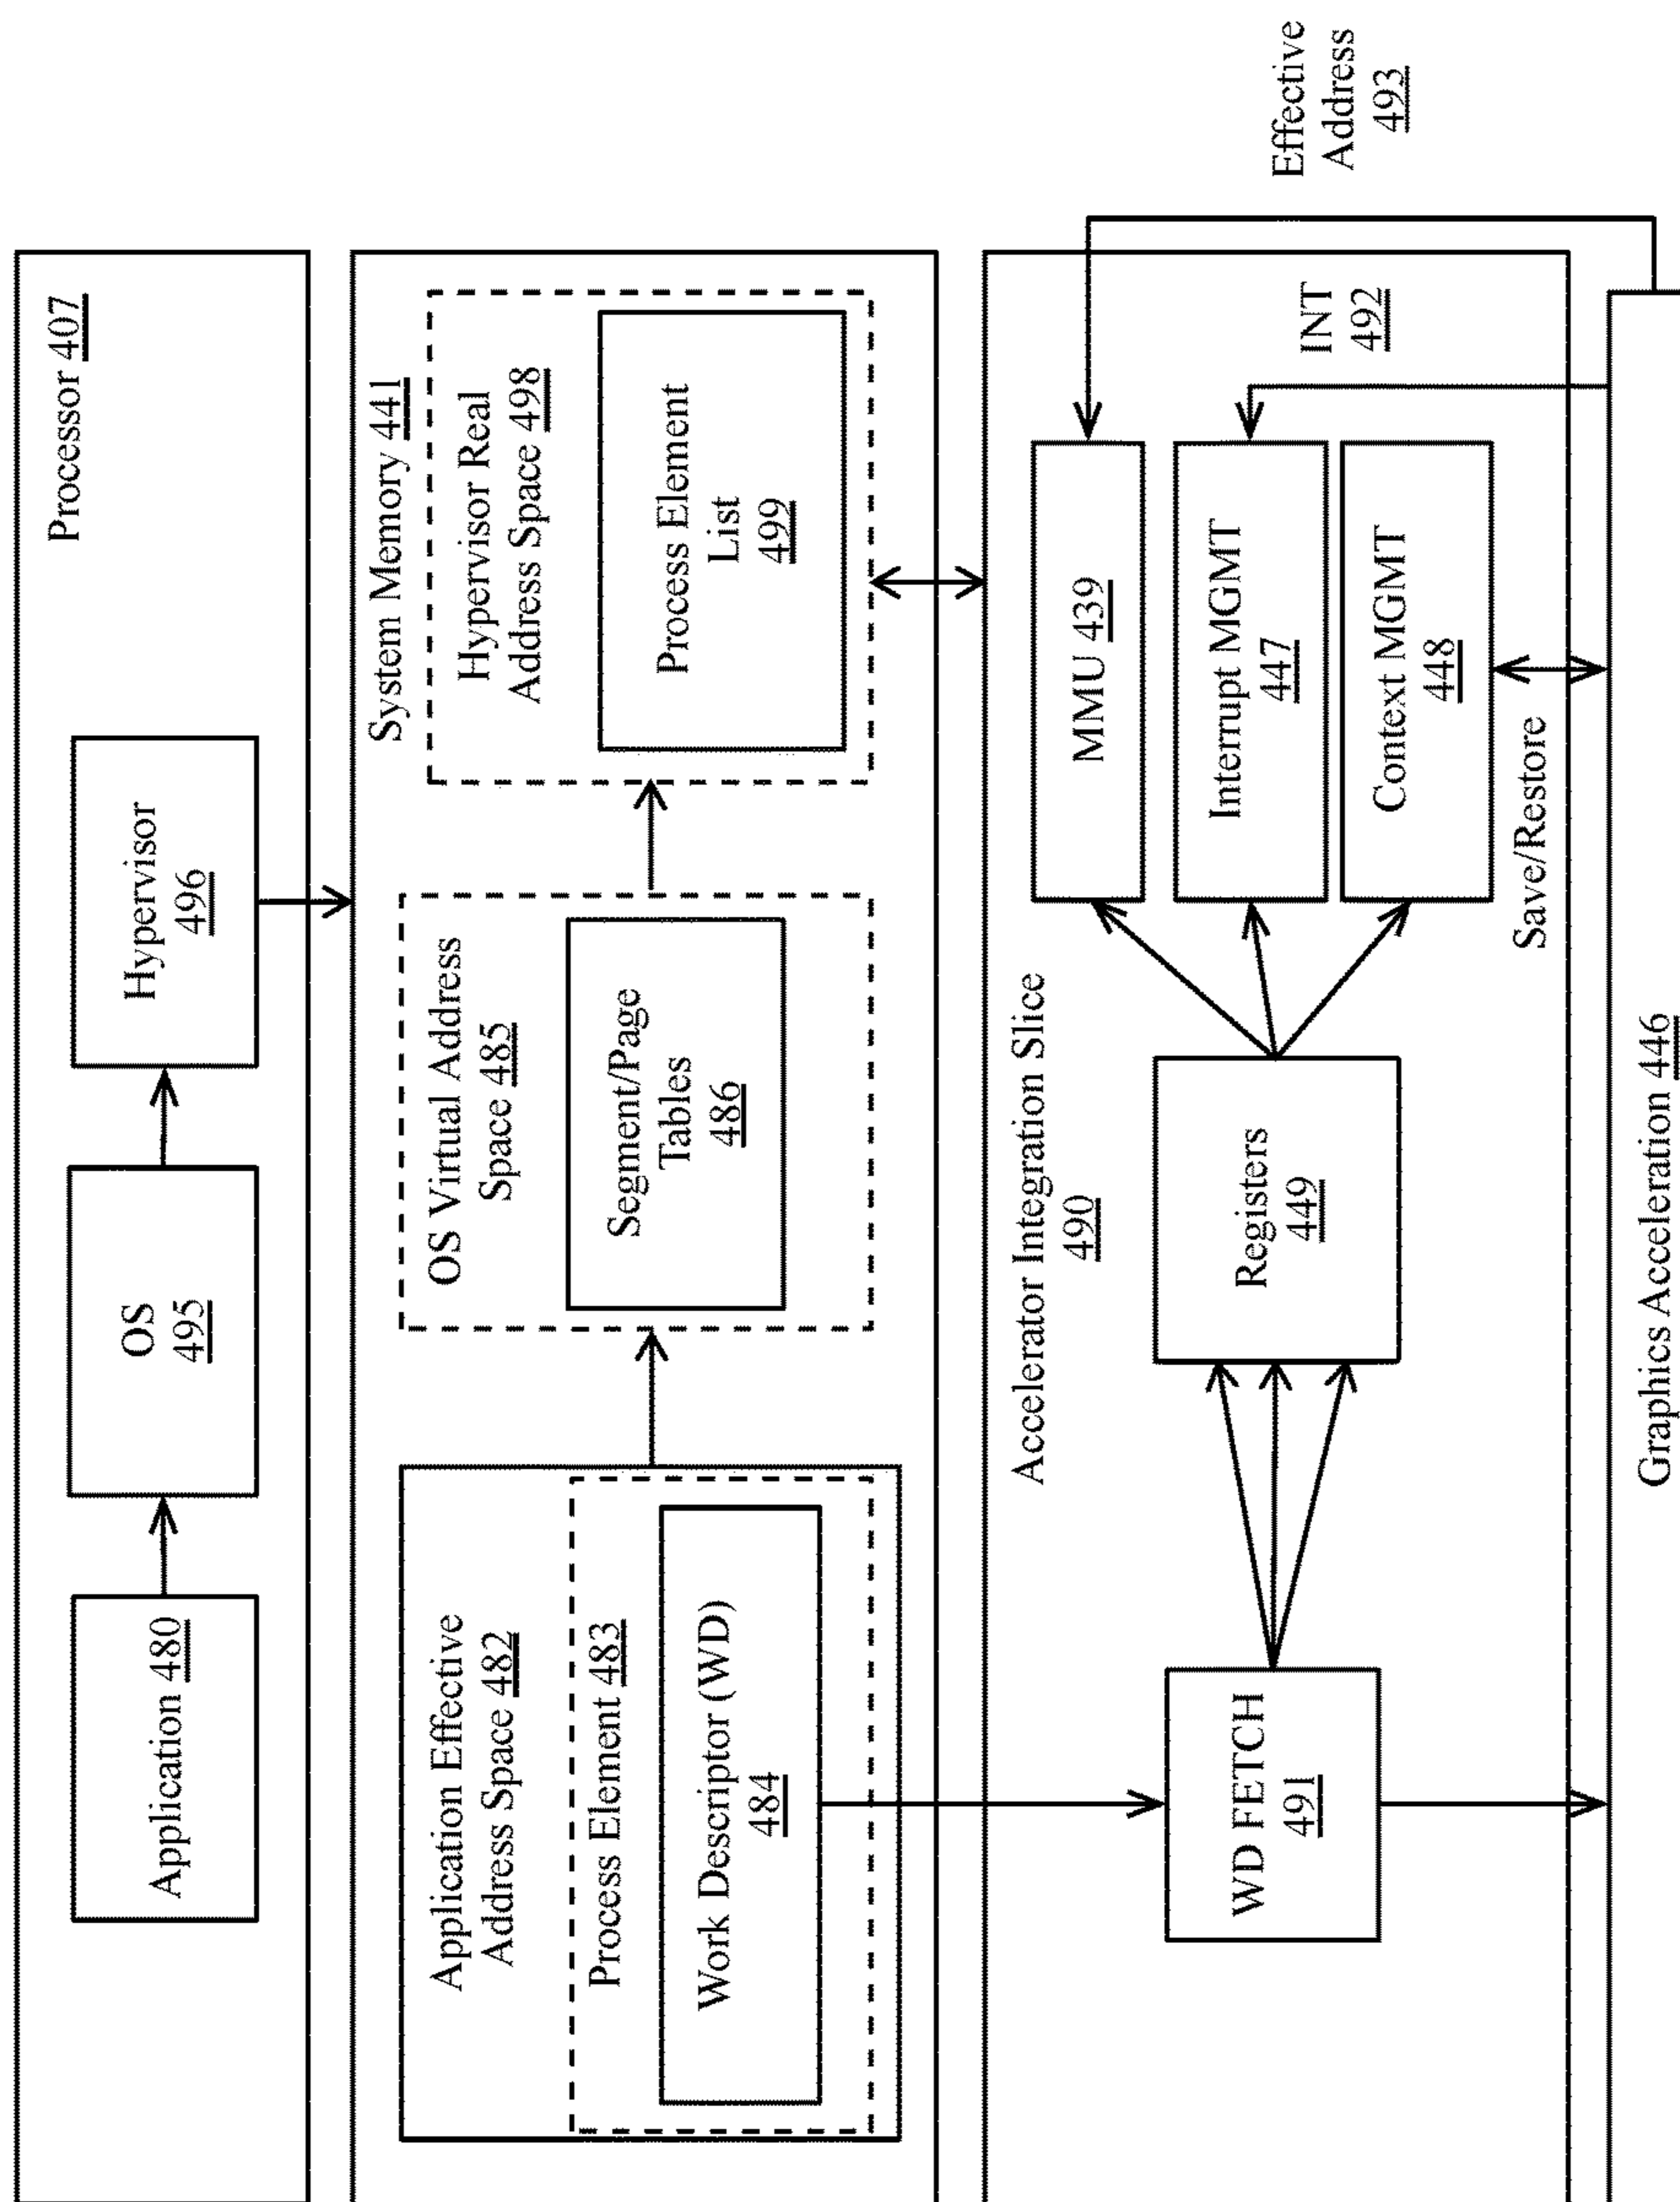 Processor 407
Application 480
OS
495
Hypervisor
496
System Memory 441
Application Effective
Address Space 482
Process Element 483
Work Descriptor (WD)
484
OS Virtual Address
Space 485
Segment/Page
Tables
486
Hypervisor Real
Address Space 498
Process Element
List
499
Accelerator Integration Slice
490
WD FETCH
491
Registers
449
MMU 439
Interrupt MGMT
447
Context MGMT
448
Save/Restore
INT
492
Effective
Address
493
Graphics Acceleration 446